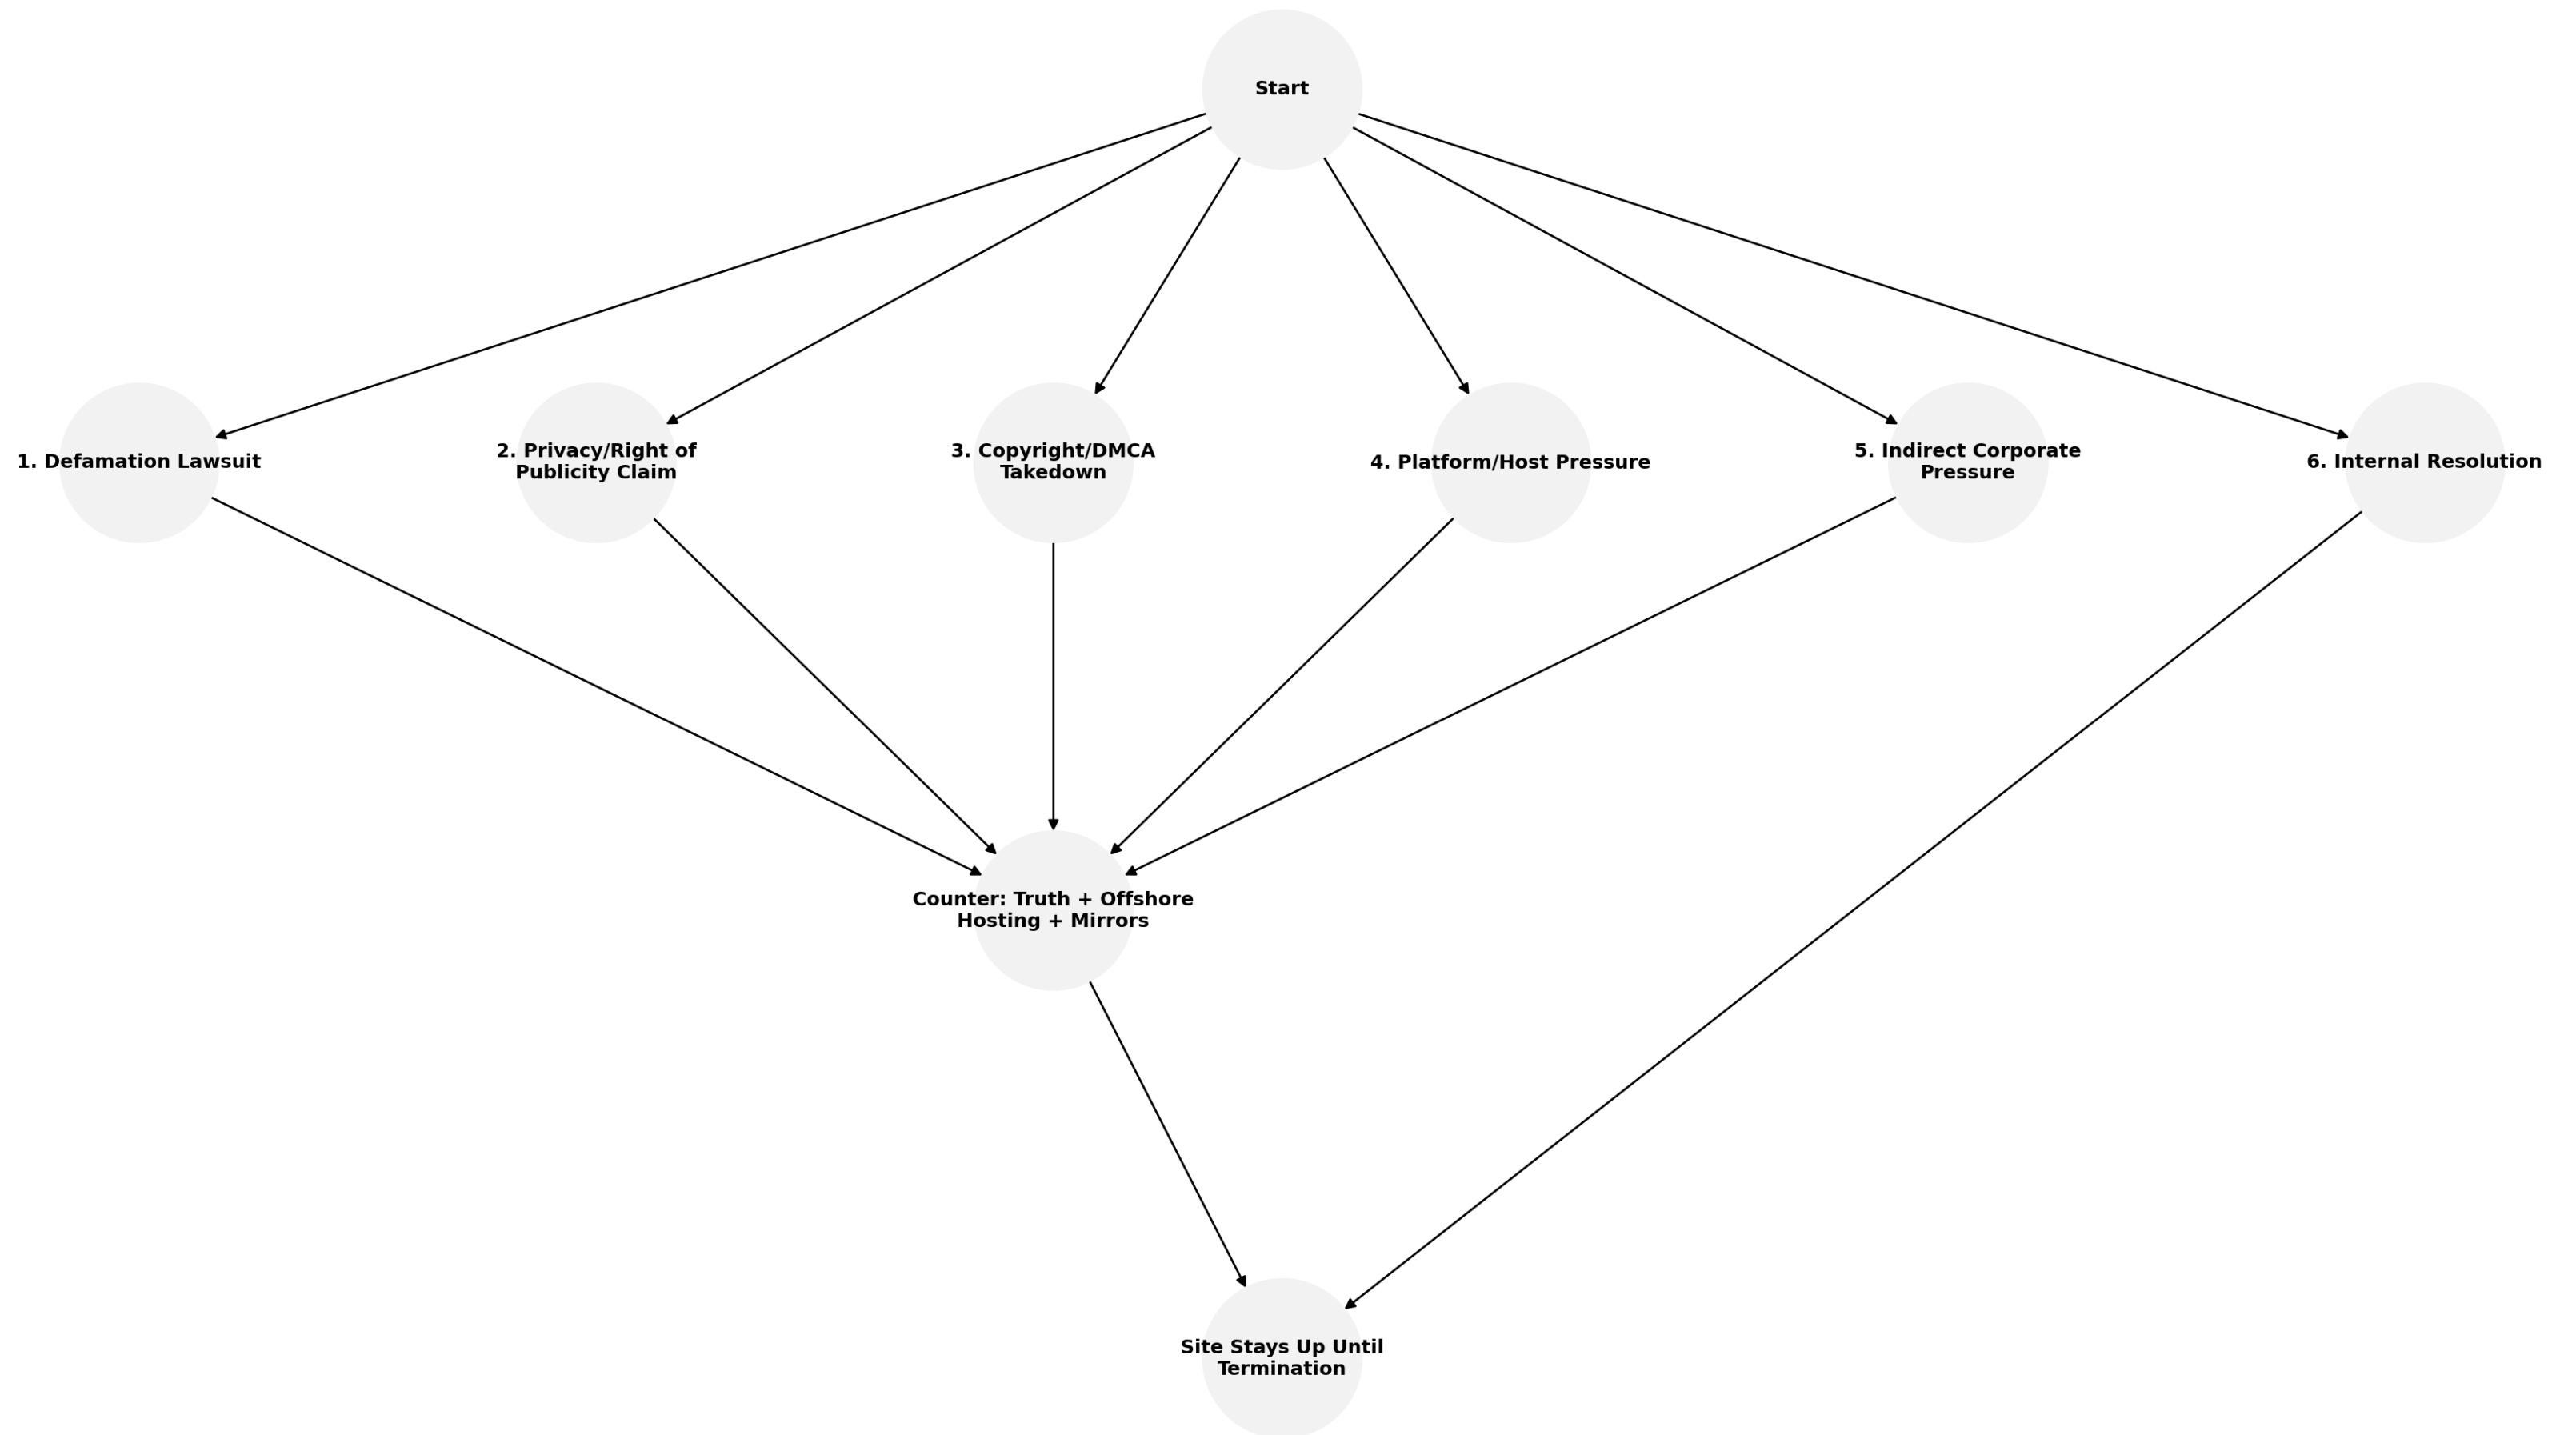 Start
1. Defamation Lawsuit
2. Privacy/Right of
Publicity Claim
3. Copyright/DMCA
Takedown
4. Platform/Host Pressure
5. Indirect Corporate
Pressure
6. Internal Resolution
Counter: Truth + Offshore
Hosting + Mirrors
Site Stays Up Until
Termination